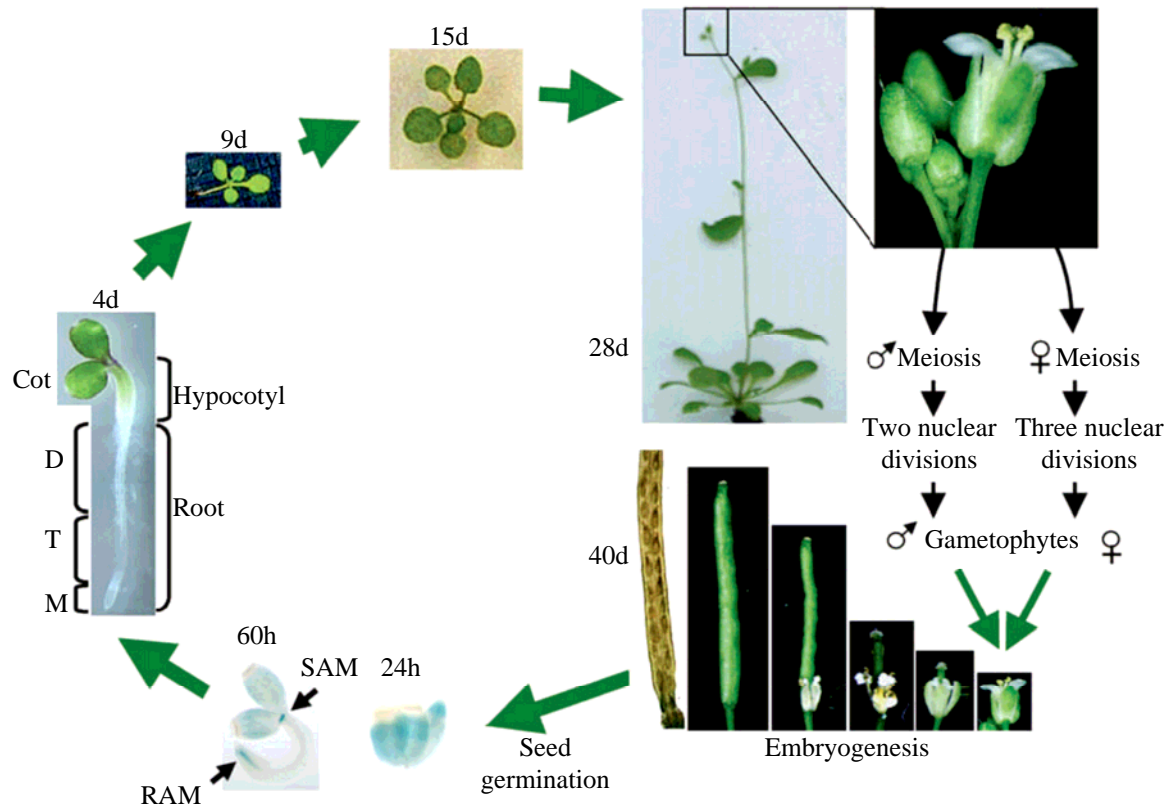 15d
9d
4d
Cot
Hypocotyl
D
Root
T
M
60h
SAM
24h
RAM
Seed
germination
28d
♂ Meiosis
♀ Meiosis
Two nuclear
divisions
Three nuclear
divisions
♂ Gametophytes ♀
40d
Embryogenesis